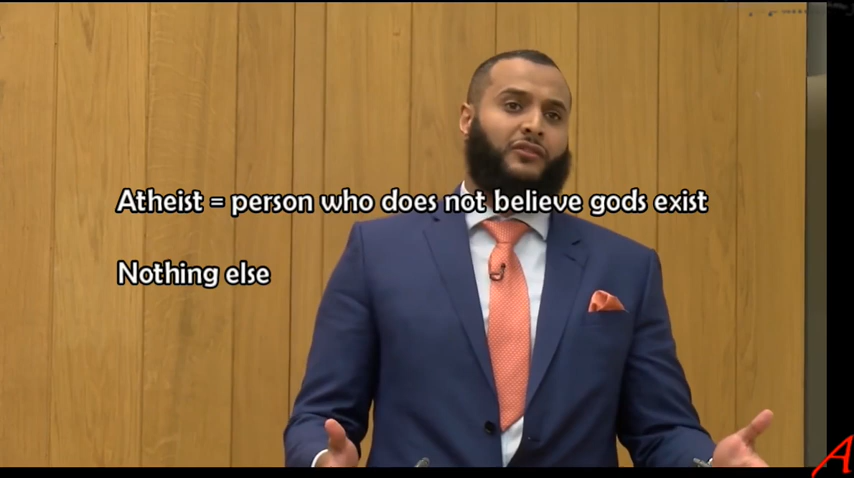 Atheist = person who does not believe gods exist
Nothing else
A